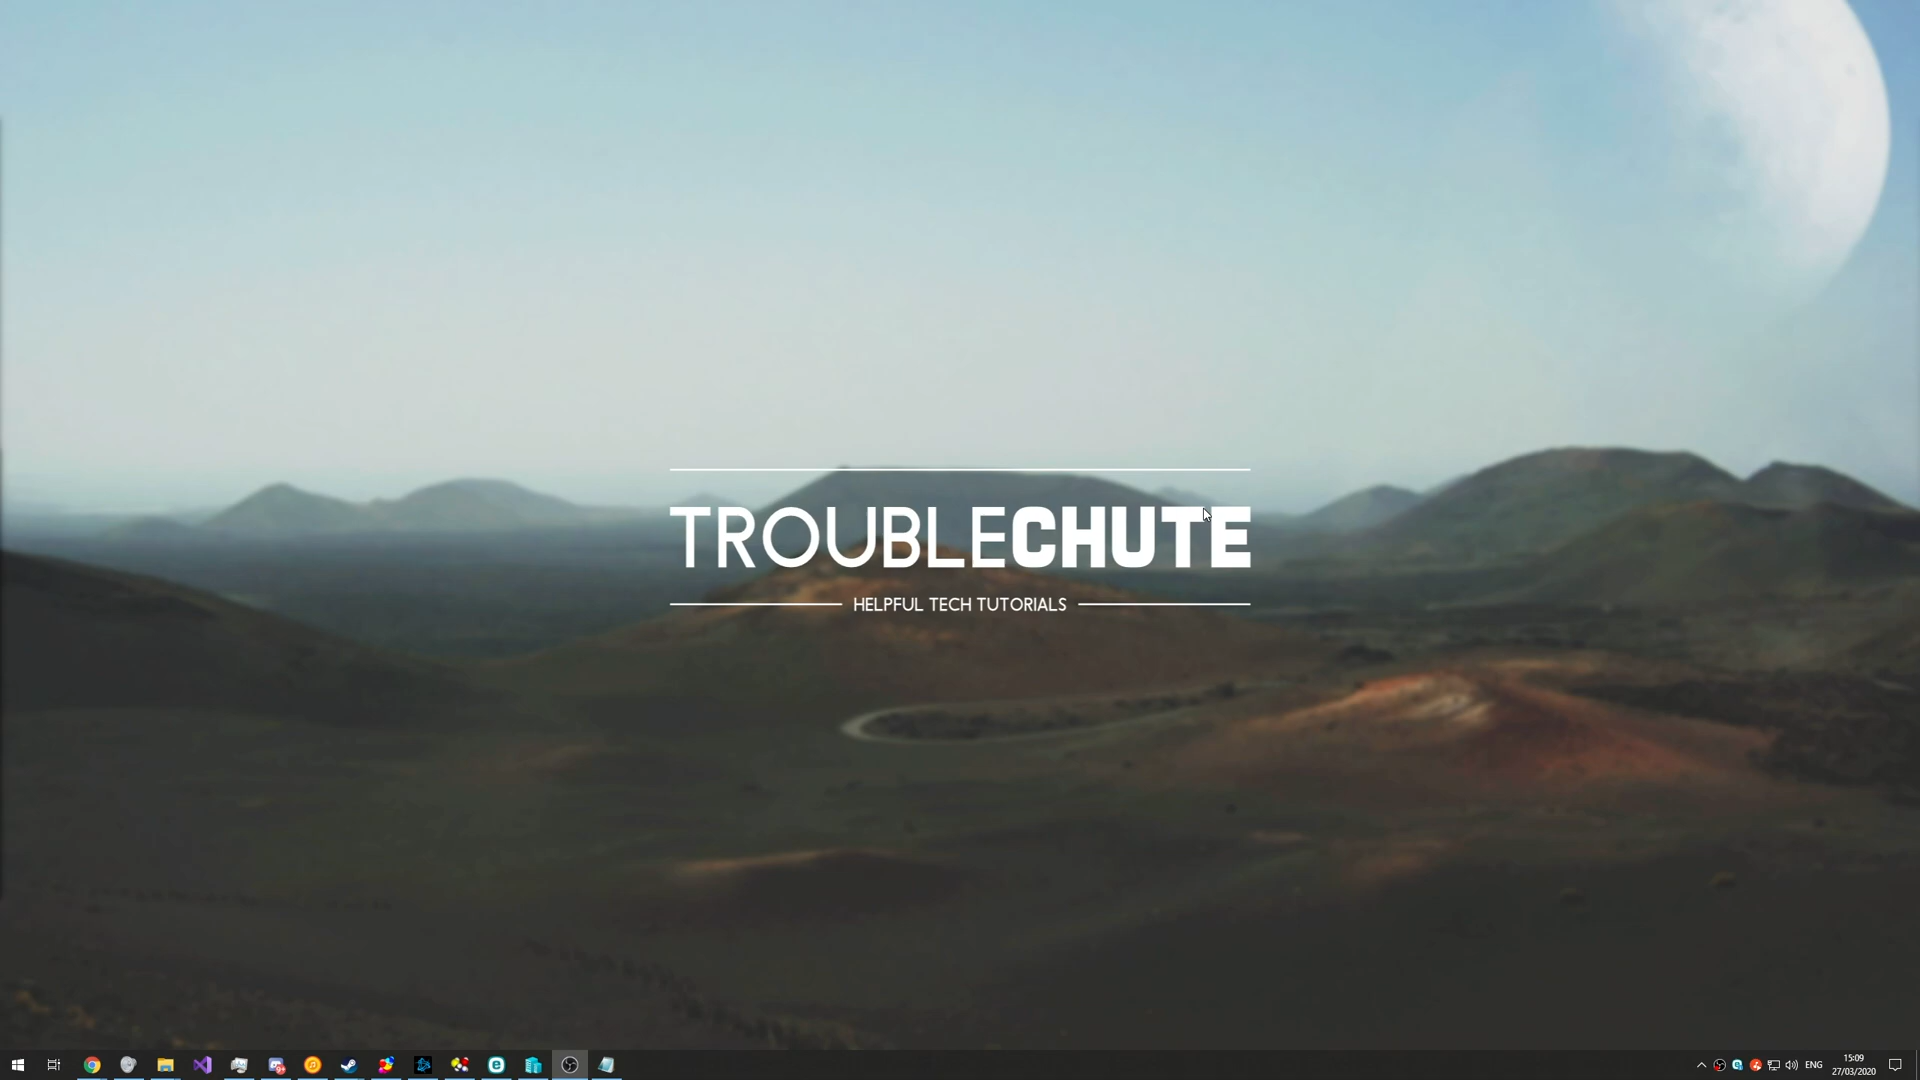 TROUBLECHUTE
HELPFUL TECH TUTORIALS
ENG
15:09
27/03/2020